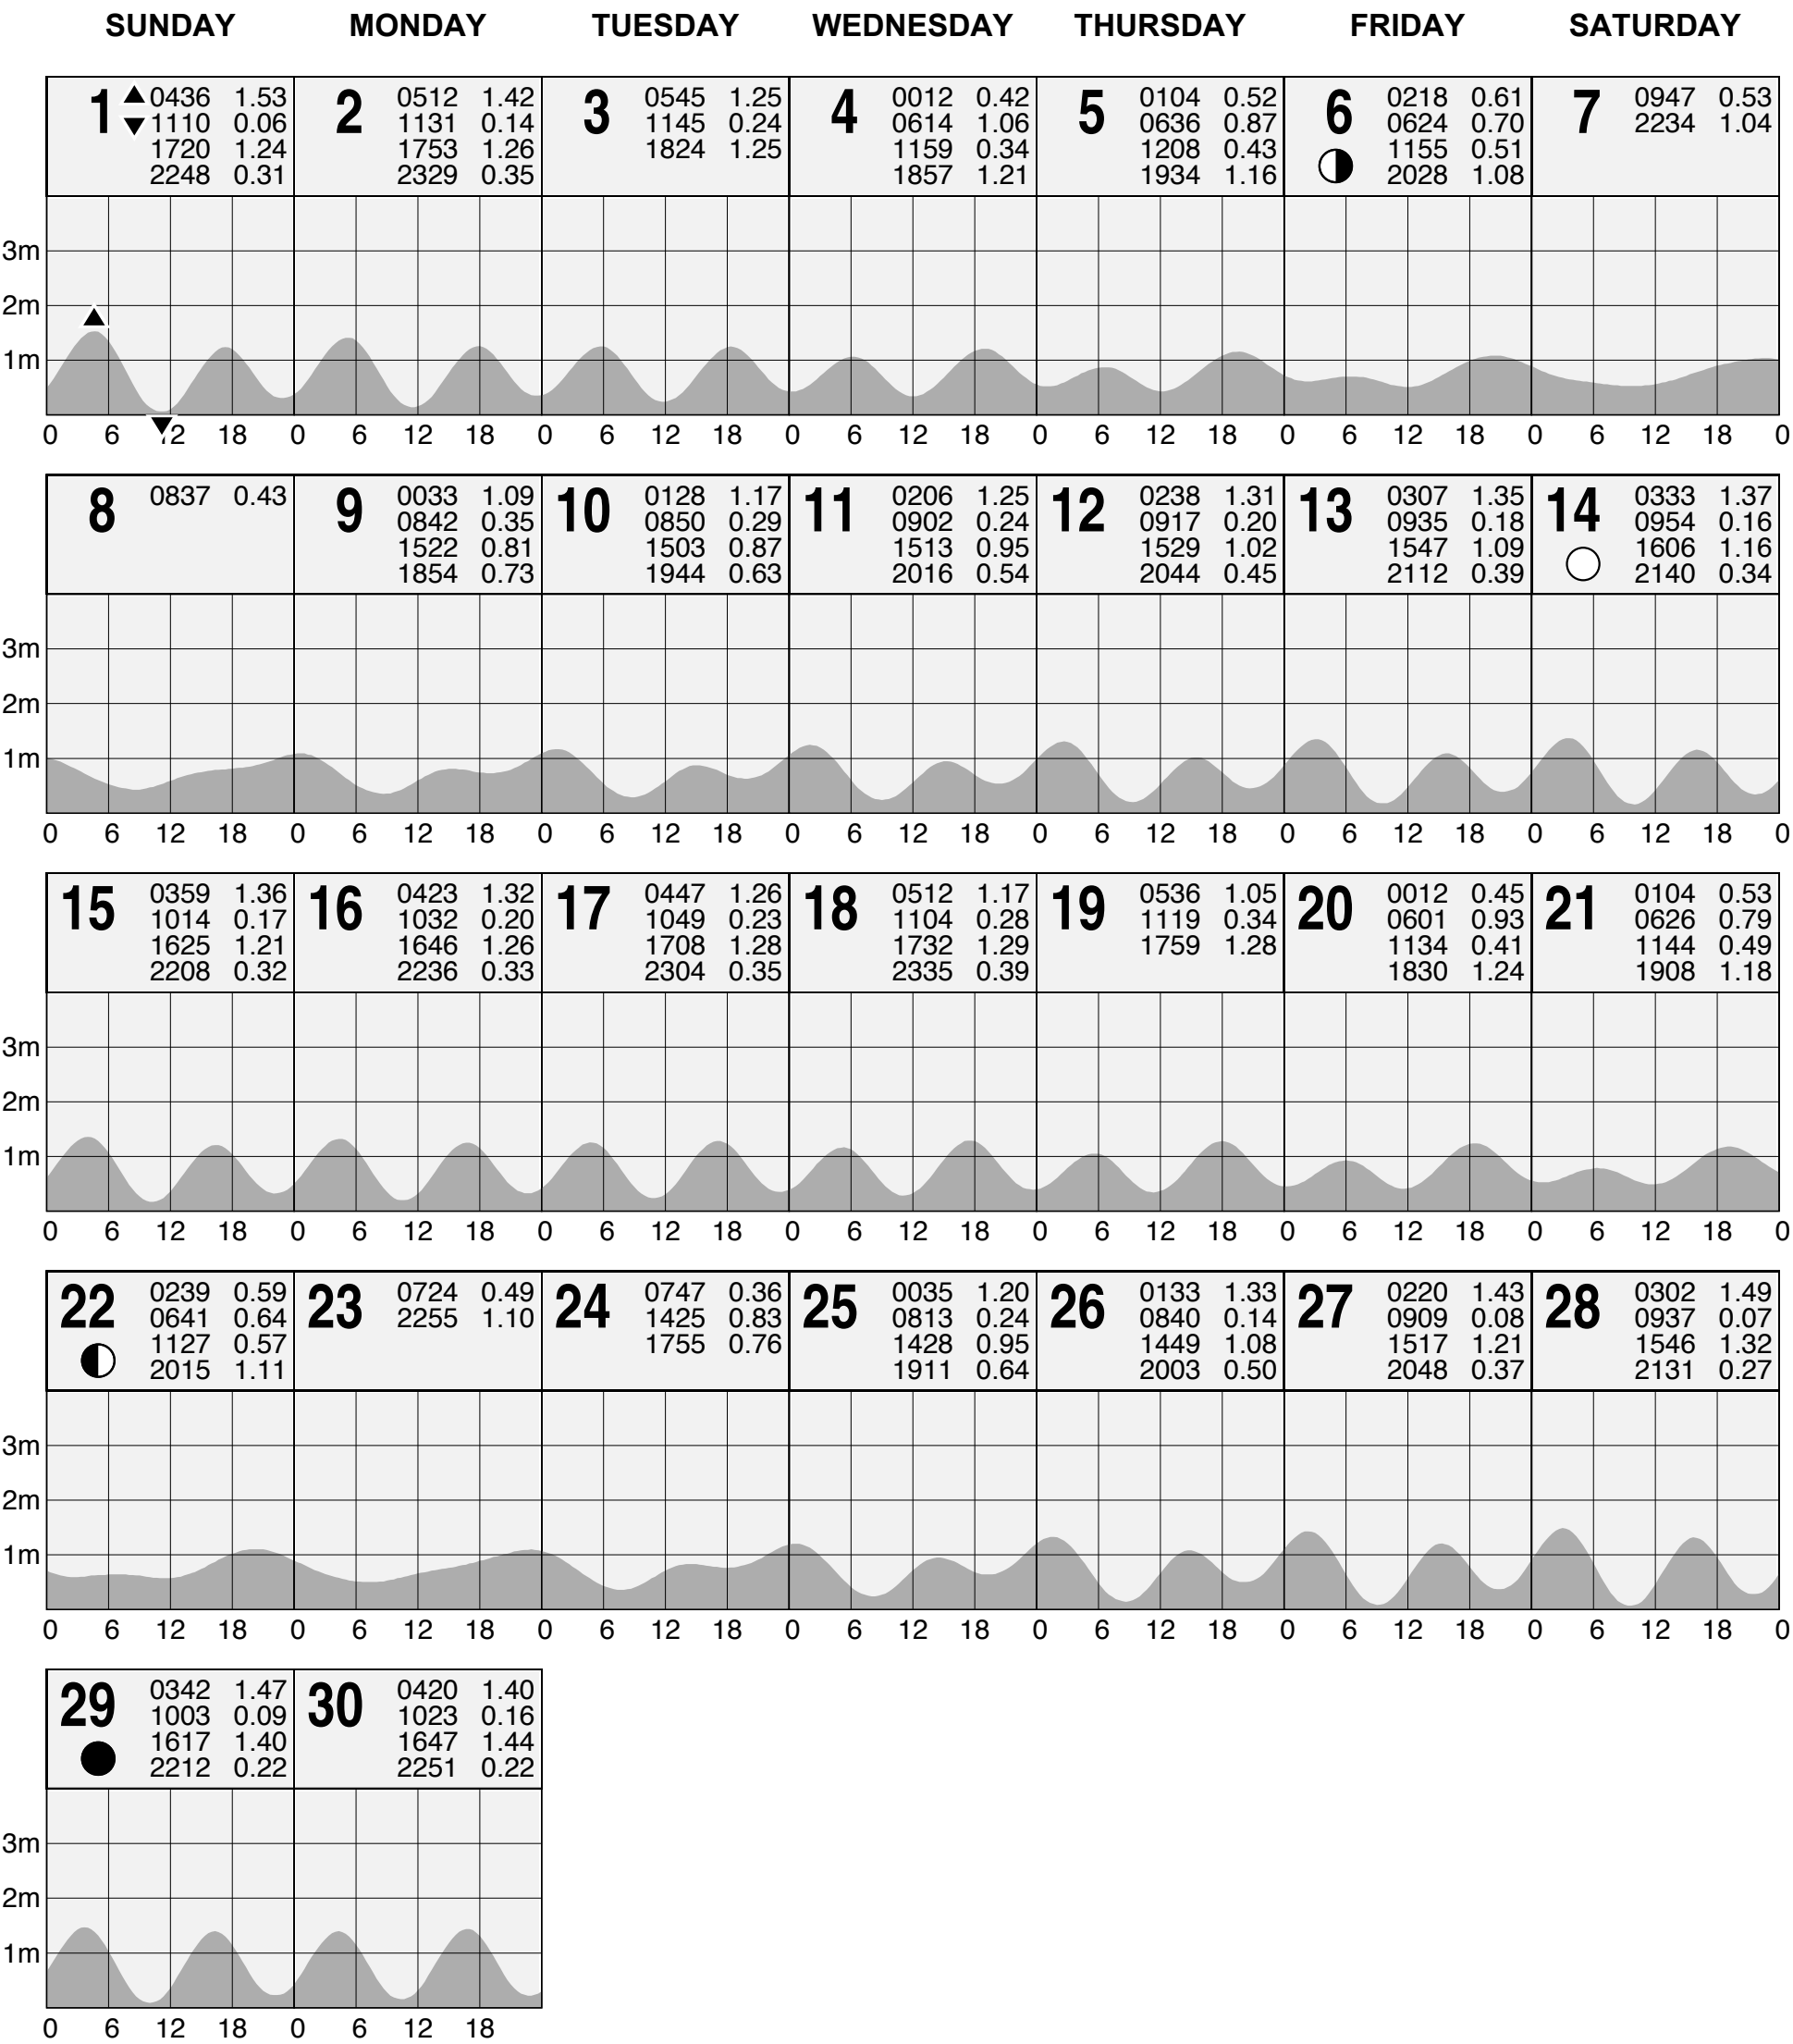 SUNDAY MONDAY TUESDAY WEDNESDAY THURSDAY FRIDAY SATURDAY
1 0436 1.53
1110 0.06
1720 1.24
2248 0.31
2 0512 1.42
1131 0.14
1753 1.26
2329 0.35
3 0545 1.25
1145 0.24
1824 1.25
4 0012 0.42
0614 1.06
1159 0.34
1857 1.21
5 0104 0.52
0636 0.87
1208 0.43
1934 1.16
6 0218 0.61
0624 0.70
1155 0.51
2028 1.08
7 0947 0.53
2234 1.04
3m
2m
1m
0 6 12 18 0 6 12 18 0 6 12 18 0 6 12 18 0 6 12 18 0 6 12 18 0 6 12 18 0
8 0837 0.43
9 0033 1.09
0842 0.35
1522 0.81
1854 0.73
10 0128 1.17
0850 0.29
1503 0.87
1944 0.63
11 0206 1.25
0902 0.24
1513 0.95
2016 0.54
12 0238 1.31
0917 0.20
1529 1.02
2044 0.45
13 0307 1.35
0935 0.18
1547 1.09
2112 0.39
14 0333 1.37
0954 0.16
1606 1.16
2140 0.34
3m
2m
1m
0 6 12 18 0 6 12 18 0 6 12 18 0 6 12 18 0 6 12 18 0 6 12 18 0 6 12 18 0
15 0359 1.36
1014 0.17
1625 1.21
2208 0.32
16 0423 1.32
1032 0.20
1646 1.26
2236 0.33
17 0447 1.26
1049 0.23
1708 1.28
2304 0.35
18 0512 1.17
1104 0.28
1732 1.29
2335 0.39
19 0536 1.05
1119 0.34
1759 1.28
20 0012 0.45
0601 0.93
1134 0.41
1830 1.24
21 0104 0.53
0626 0.79
1144 0.49
1908 1.18
3m
2m
1m
0 6 12 18 0 6 12 18 0 6 12 18 0 6 12 18 0 6 12 18 0 6 12 18 0 6 12 18 0
22 0239 0.59
0641 0.64
1127 0.57
2015 1.11
23 0724 0.49
2255 1.10
24 0747 0.36
1425 0.83
1755 0.76
25 0035 1.20
0813 0.24
1428 0.95
1911 0.64
26 0133 1.33
0840 0.14
1449 1.08
2003 0.50
27 0220 1.43
0909 0.08
1517 1.21
2048 0.37
28 0302 1.49
0937 0.07
1546 1.32
2131 0.27
3m
2m
1m
0 6 12 18 0 6 12 18 0 6 12 18 0 6 12 18 0 6 12 18 0 6 12 18 0 6 12 18 0
29 0342 1.47
1003 0.09
1617 1.40
2212 0.22
30 0420 1.40
1023 0.16
1647 1.44
2251 0.22
3m
2m
1m
0 6 12 18 0 6 12 18